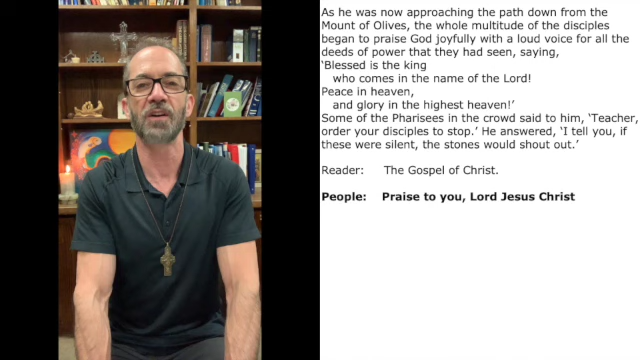 As he was now approaching the path down from the
Mount of Olives, the whole multitude of the disciples
began to praise God joyfully with a loud voice for all the
deeds of power that they had seen, saying,
‘Blessed is the king
who comes in the name of the Lord!
Peace in heaven,
and glory in the highest heaven!’
Some of the Pharisees in the crowd said to him, ‘Teacher,
order your disciples to stop.’ He answered, ‘I tell you, if
these were silent, the stones would shout out.’
Reader: The Gospel of Christ.
People: Praise to you, Lord Jesus Christ